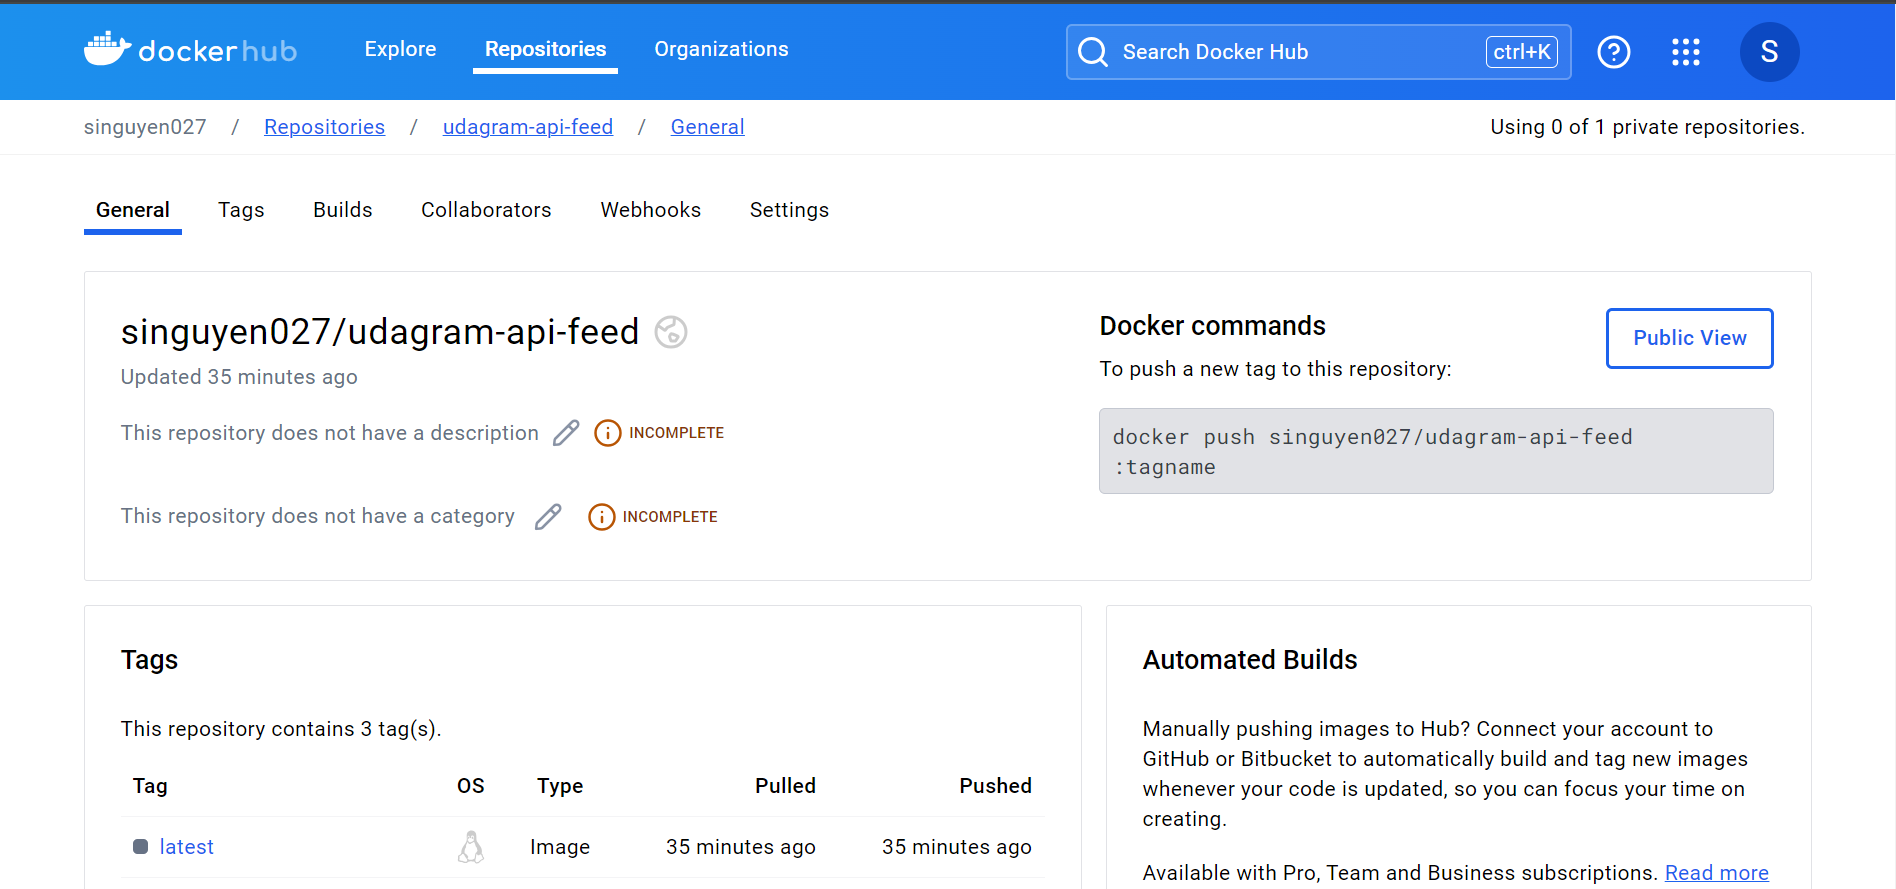 dockerhub Explore Repositories Organizations Search Docker Hub ctrl+K ? S
singuyen027 / Repositories / udagram-api-feed / General Using 0 of 1 private repositories.
General Tags Builds Collaborators Webhooks Settings
singuyen027/udagram-api-feed
Updated 35 minutes ago
This repository does not have a description INCOMPLETE
This repository does not have a category INCOMPLETE
Docker commands
Public View
To push a new tag to this repository:
docker push singuyen027/udagram-api-feed
:tagname
Tags
This repository contains 3 tag(s).
Tag OS Type Pulled Pushed
latest Image 35 minutes ago 35 minutes ago
Automated Builds
Manually pushing images to Hub? Connect your account to
GitHub or Bitbucket to automatically build and tag new images
whenever your code is updated, so you can focus your time on
creating.
Available with Pro, Team and Business subscriptions. Read more